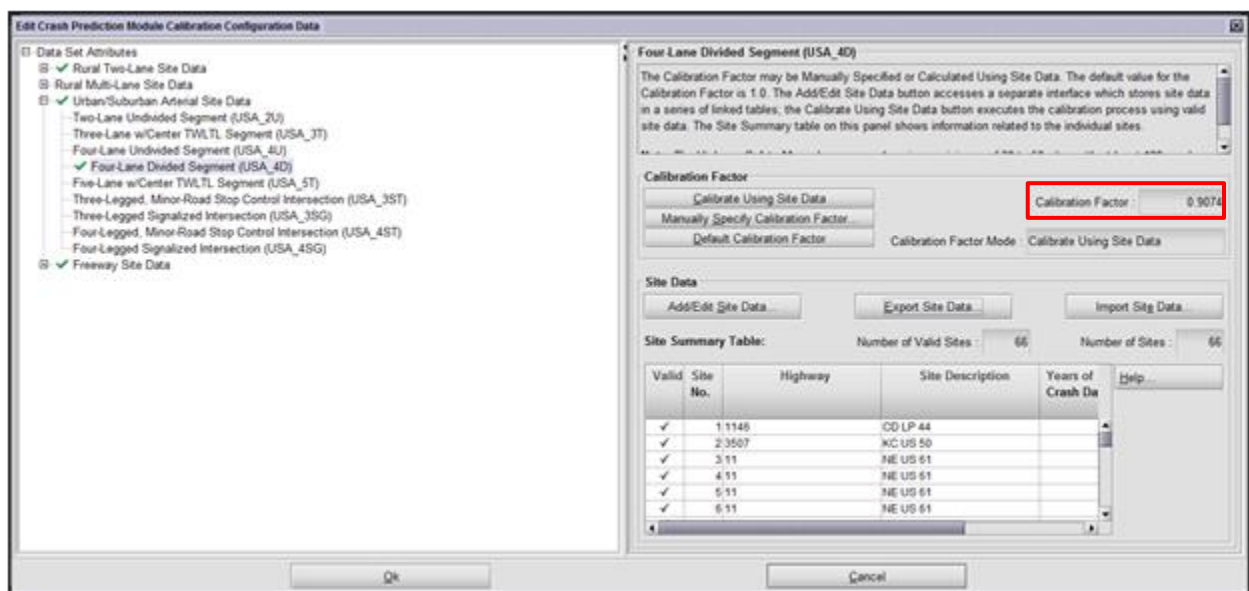 Edit Crash Prediction Module Calibration Configuration Data
Data Set Attributes
Rural Two-Lane Site Data
Rural Multi-Lane Site Data
Urban/Suburban Arterial Site Data
Two-Lane Undivided Segment (USA_2U)
Three-Lane w/Center TWLTL Segment (USA_3T)
Four-Lane Undivided Segment (USA_4U)
Four-Lane Divided Segment (USA_4D)
Five-Lane w/Center TWLTL Segment (USA_5T)
Three-Legged, Minor-Road Stop Control Intersection (USA_3ST)
Three-Legged Signalized Intersection (USA_3SG)
Four-Legged, Minor-Road Stop Control Intersection (USA_4ST)
Four-Legged Signalized Intersection (USA_4SG)
Freeway Site Data
Four-Lane Divided Segment (USA_4D)
The Calibration Factor may be Manually Specified or Calculated Using Site Data. The default value for the
Calibration Factor is 1.0. The Add/Edit Site Data button accesses a separate interface which stores site data
in a series of linked tables; the Calibrate Using Site Data button executes the calibration process using valid
site data. The Site Summary table on this panel shows information related to the individual sites.
Calibration Factor
Calibrate Using Site Data
Calibration Factor : 0.9074
Manually Specify Calibration Factor...
Default Calibration Factor
Calibration Factor Mode : Calibrate Using Site Data
Site Data
Add/Edit Site Data... Export Site Data... Import Site Data...
Site Summary Table: Number of Valid Sites : 66 Number of Sites : 66
Valid Site No. Highway Site Description Years of Crash Da Help...
✓ 1 1146 CD LP 44
✓ 2 3507 KC US 50
✓ 3 11 NE US 61
✓ 4 11 NE US 61
✓ 5 11 NE US 61
✓ 6 11 NE US 61
Ok Cancel